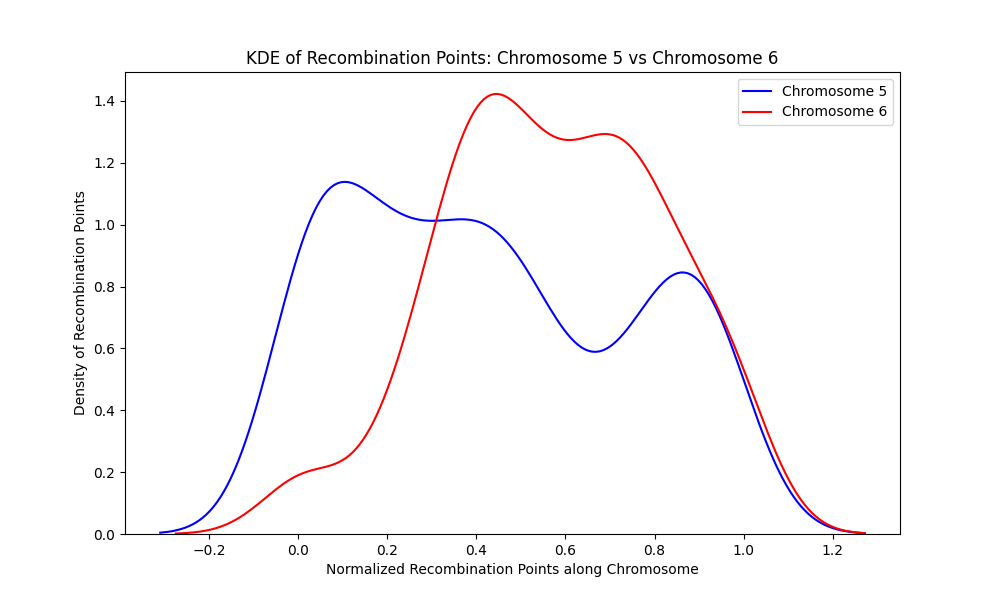 KDE of Recombination Points: Chromosome 5 vs Chromosome 6
Chromosome 5
Chromosome 6
Density of Recombination Points
1.4
1.2
1.0
0.8
0.6
0.4
0.2
0.0
−0.2 0.0 0.2 0.4 0.6 0.8 1.0 1.2
Normalized Recombination Points along Chromosome